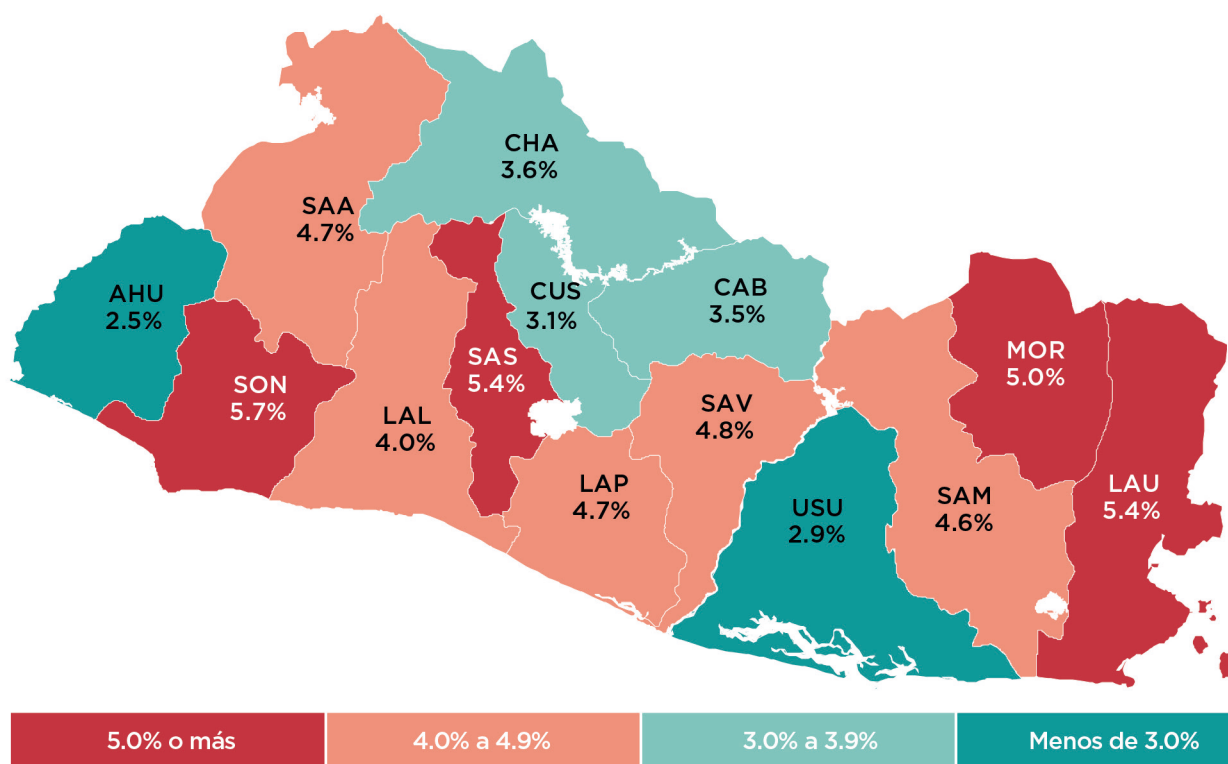 CHA
3.6%
SAA
4.7%
AHU
2.5%
CUS
3.1%
CAB
3.5%
SAS
5.4%
MOR
5.0%
SON
5.7%
LAL
4.0%
SAV
4.8%
LAP
4.7%
USU
2.9%
SAM
4.6%
LAU
5.4%
5.0% o más
4.0% a 4.9%
3.0% a 3.9%
Menos de 3.0%